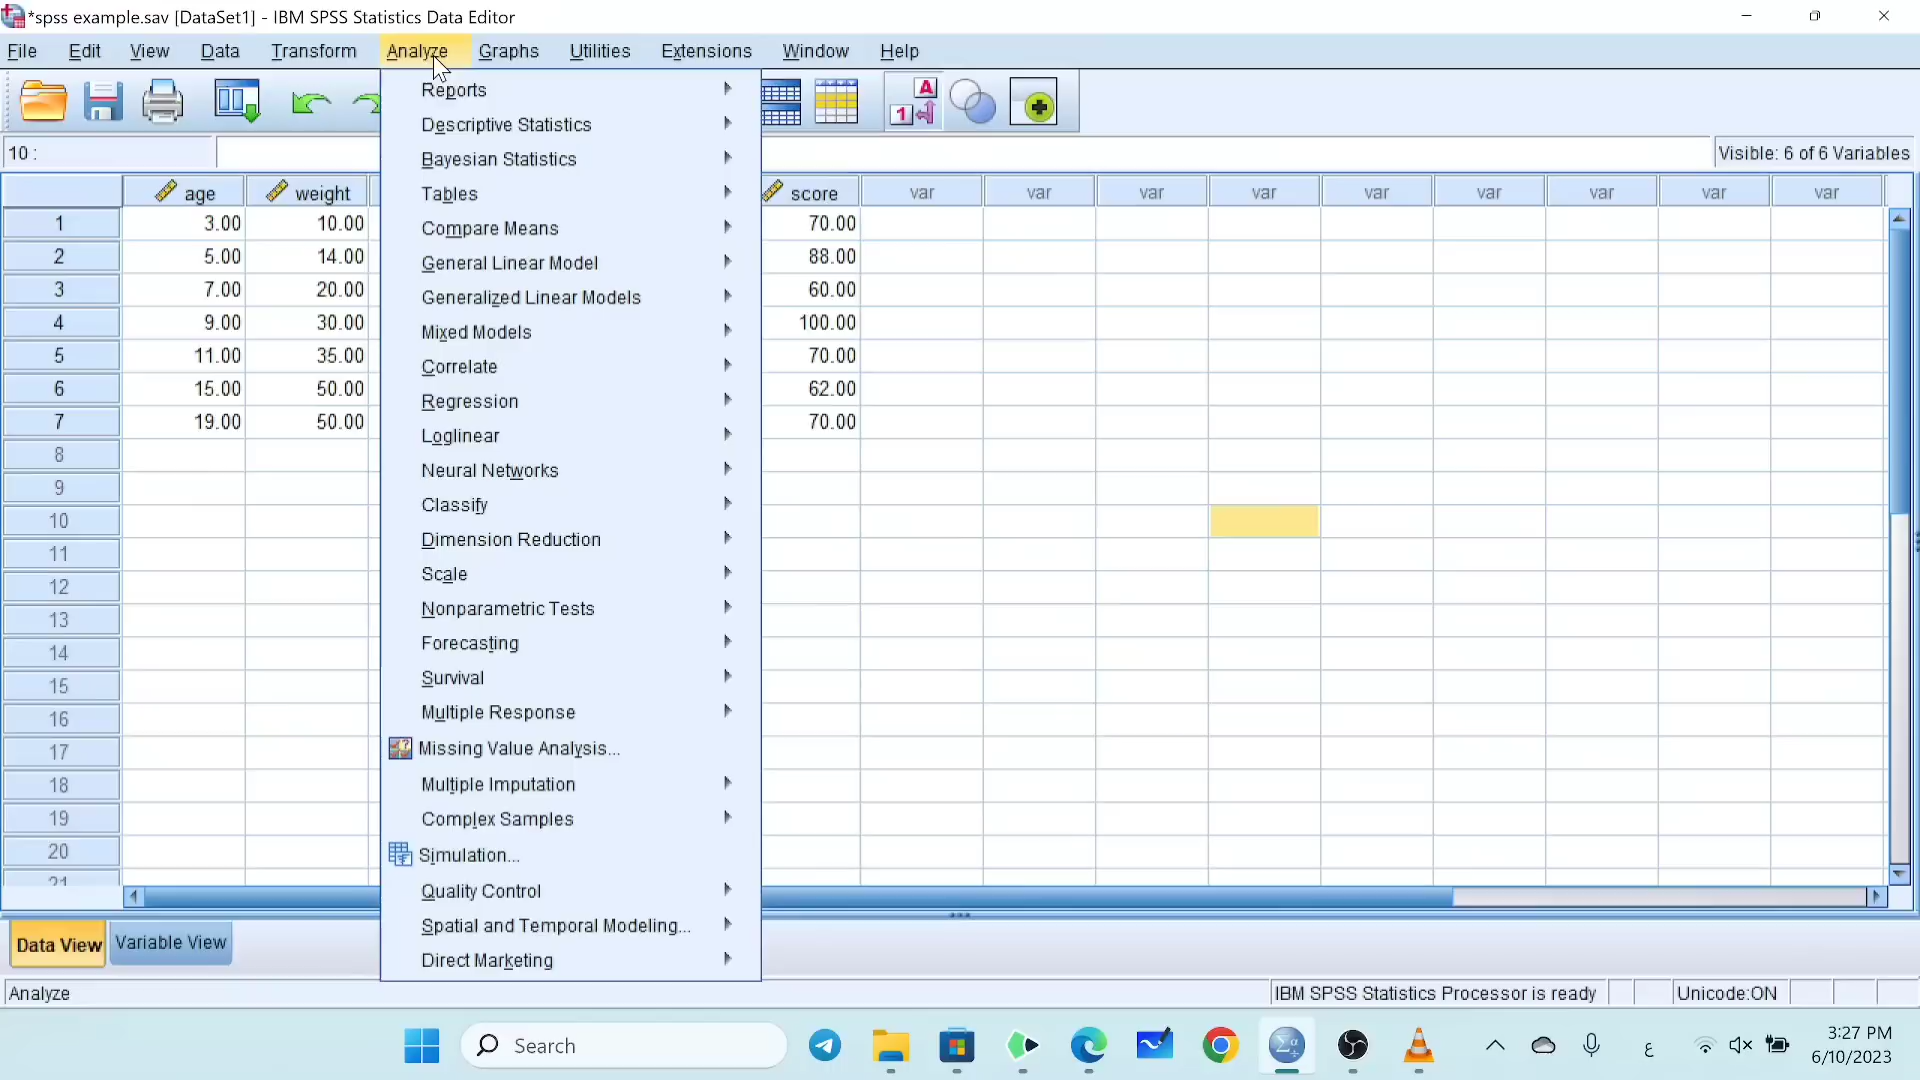 *spss example.sav [DataSet1] - IBM SPSS Statistics Data Editor
File Edit View Data Transform Analyze Graphs Utilities Extensions Window Help
10 :
Visible: 6 of 6 Variables
age weight score var var var var var var var var var
1 3.00 10.00 70.00
2 5.00 14.00 88.00
3 7.00 20.00 60.00
4 9.00 30.00 100.00
5 11.00 35.00 70.00
6 15.00 50.00 62.00
7 19.00 50.00 70.00
8
9
10
11
12
13
14
15
16
17
18
19
20
21
Reports
Descriptive Statistics
Bayesian Statistics
Tables
Compare Means
General Linear Model
Generalized Linear Models
Mixed Models
Correlate
Regression
Loglinear
Neural Networks
Classify
Dimension Reduction
Scale
Nonparametric Tests
Forecasting
Survival
Multiple Response
Missing Value Analysis...
Multiple Imputation
Complex Samples
Simulation...
Quality Control
Spatial and Temporal Modeling...
Direct Marketing
Data View Variable View
Analyze
IBM SPSS Statistics Processor is ready
Unicode:ON
Search
ع
3:27 PM
6/10/2023